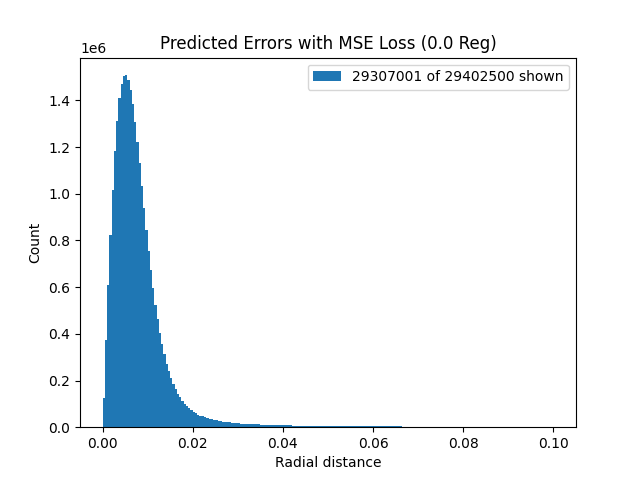 Predicted Errors with MSE Loss (0.0 Reg)
1e6
29307001 of 29402500 shown
1.4
1.2
1.0
0.8
0.6
0.4
0.2
0.0
Count
0.00 0.02 0.04 0.06 0.08 0.10
Radial distance